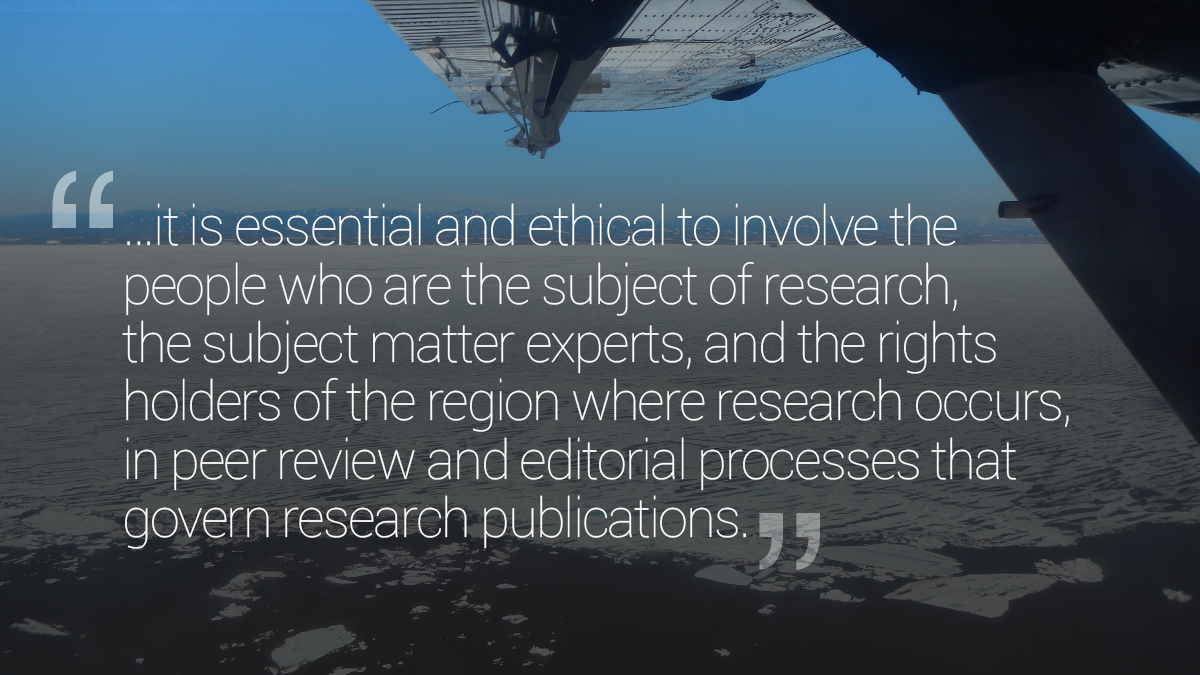 “
...it is essential and ethical to involve the
people who are the subject of research,
the subject matter experts, and the rights
holders of the region where research occurs,
in peer review and editorial processes that
govern research publications.”